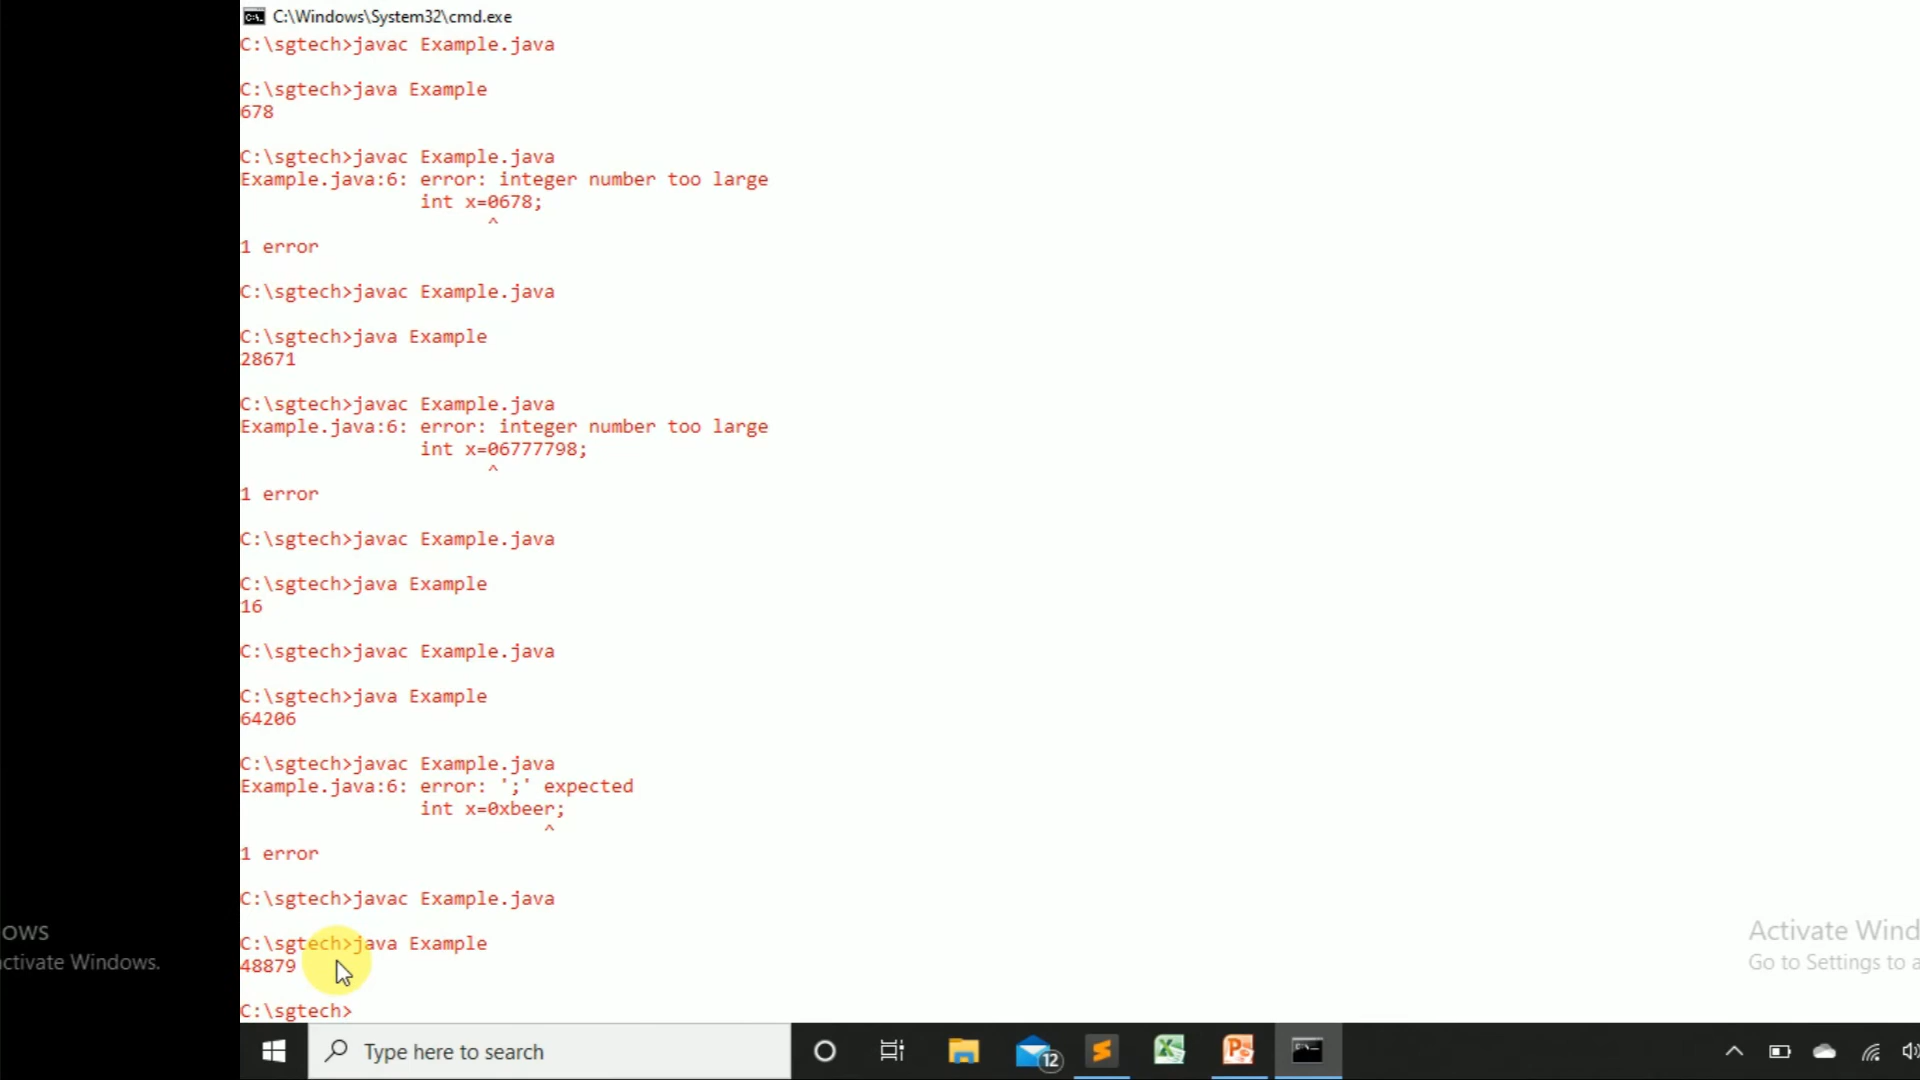 C:\Windows\System32\cmd.exe
C:\sgtech>javac Example.java
C:\sgtech>java Example
678
C:\sgtech>javac Example.java
Example.java:6: error: integer number too large
int x=0678;
^
1 error
C:\sgtech>javac Example.java
C:\sgtech>java Example
28671
C:\sgtech>javac Example.java
Example.java:6: error: integer number too large
int x=06777798;
^
1 error
C:\sgtech>javac Example.java
C:\sgtech>java Example
16
C:\sgtech>javac Example.java
C:\sgtech>java Example
64206
C:\sgtech>javac Example.java
Example.java:6: error: ';' expected
int x=0xbeer;
^
1 error
C:\sgtech>javac Example.java
C:\sgtech>java Example
48879
C:\sgtech>
ows
ctivate Windows.
Activate Wind
Go to Settings to a
Type here to search
12